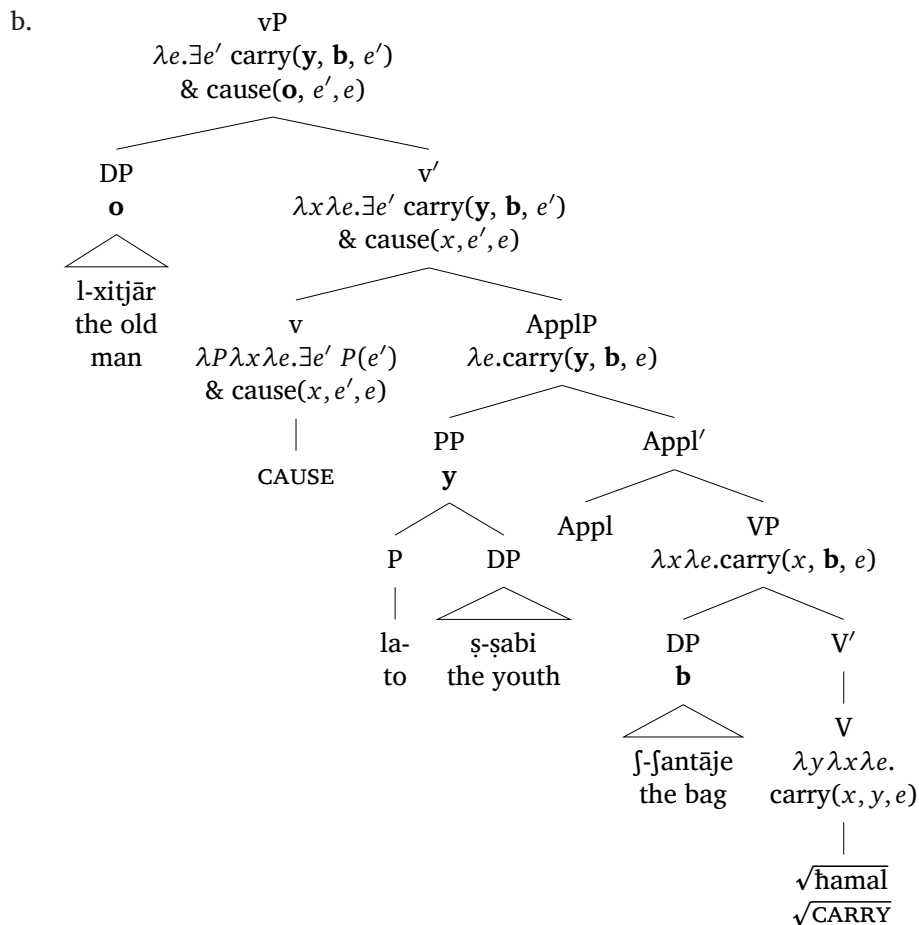 b.
vP
λe.∃e′ carry(y, b, e′)
& cause(o, e′, e)
DP
o
v′
λxλe.∃e′ carry(y, b, e′)
& cause(x, e′, e)
l-xitjār
the old
man
v
λPλxλe.∃e′ P(e′)
& cause(x, e′, e)
ApplP
λe.carry(y, b, e)
CAUSE
PP
y
Appl′
P
DP
Appl
VP
λxλe.carry(x, b, e)
la-
to
ṣ-ṣabi
the youth
DP
b
V′
ʃ-ʃantāje
the bag
V
λyλxλe.
carry(x, y, e)
√ħamal
√CARRY